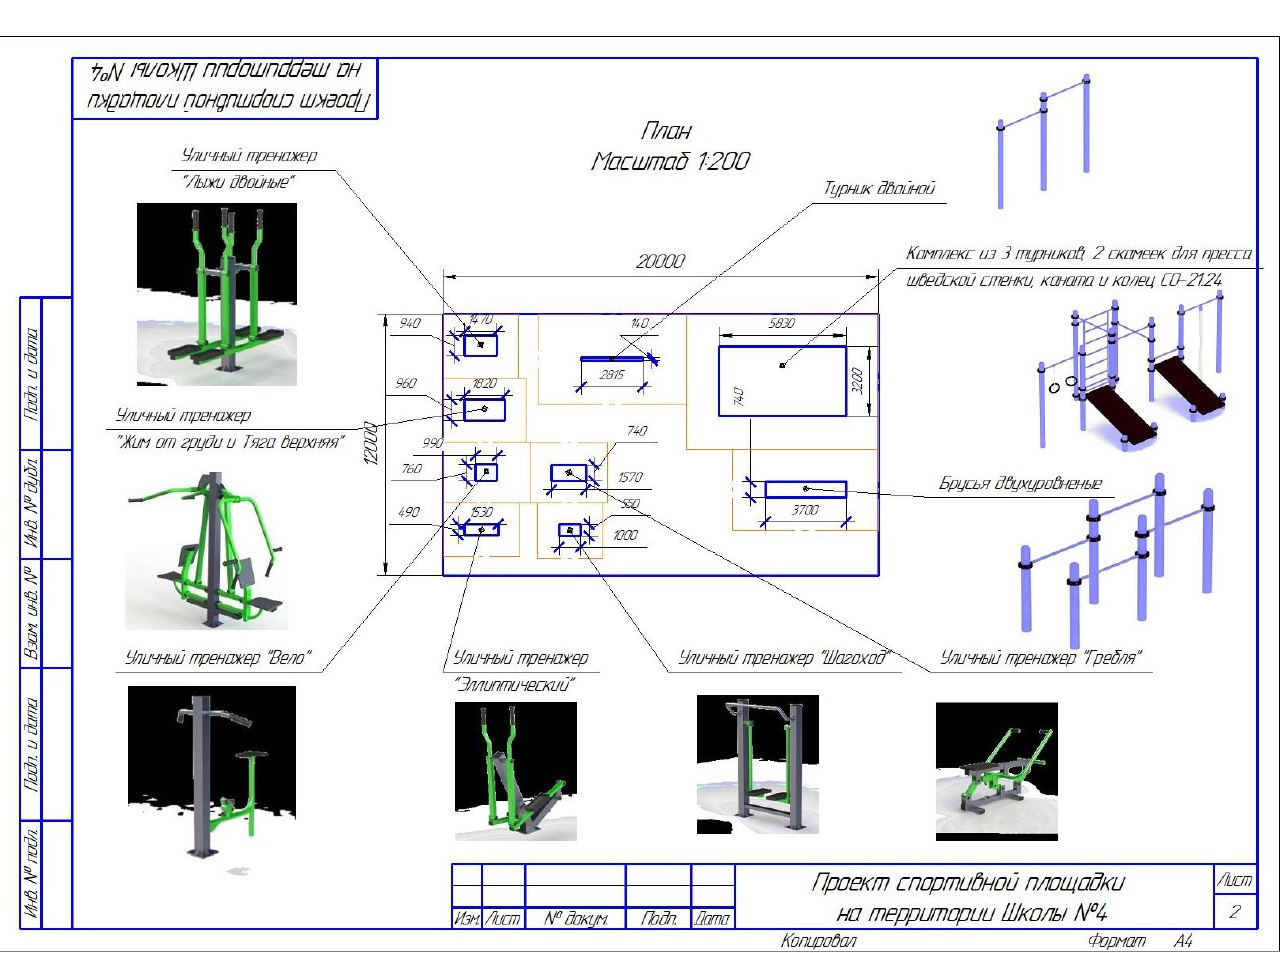 Проект спортивной площадки
на территории Школы №4
План
Масштаб 1:200
Уличный тренажер
"Лыжи двойные"
Турник двойной
Комплекс из 3 турников, 2 скамеек для пресса
шведской стенки, каната и колец СО-21.24
20000
12000
940
1470
140
2815
5830
3200
740
960
1820
Уличный тренажер
"Жим от груди и Тяга верхняя"
990
760
740
1570
550
1000
490
1530
3700
Брусья двухуровненые
Уличный тренажер "Вело"
Уличный тренажер
"Эллиптический"
Уличный тренажер "Шагоход"
Уличный тренажер "Гребля"
Подп. и дата
Инв. № дубл.
Взам. инв. №
Подп. и дата
Инв. № подл.
Изм. Лист № докум. Подп. Дата
Проект спортивной площадки
на территории Школы №4
Лист
2
Копировал
Формат A4